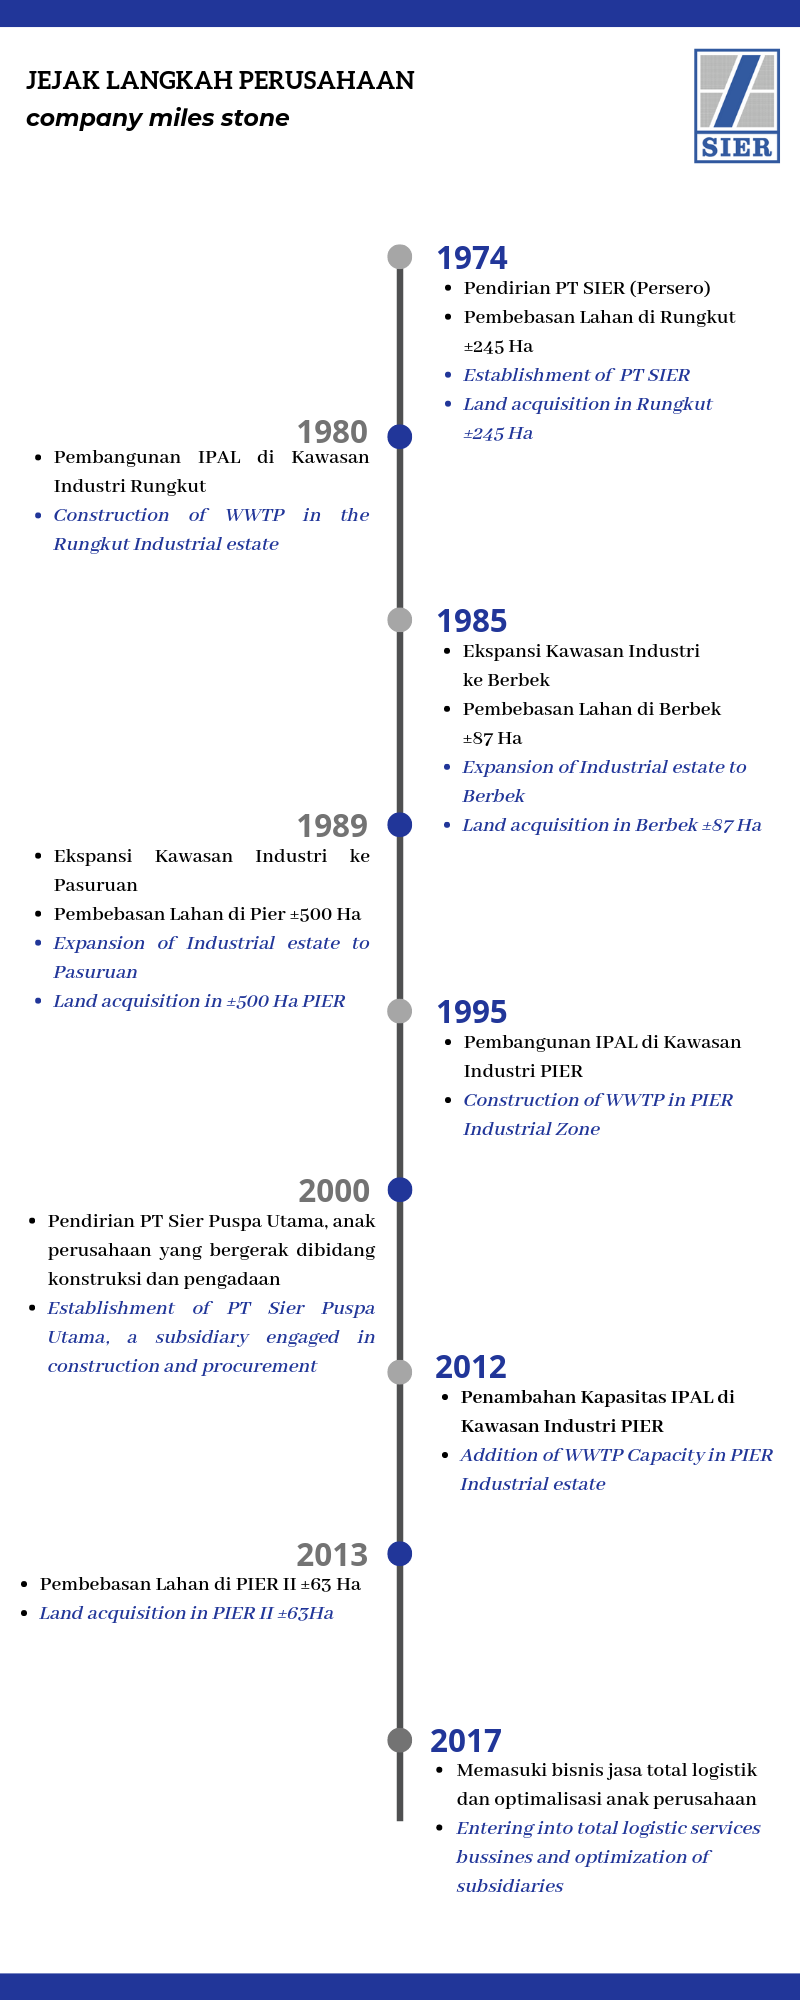 JEJAK LANGKAH PERUSAHAAN
company miles stone
SIER
1974
• Pendirian PT SIER (Persero)
• Pembebasan Lahan di Rungkut
±245 Ha
• Establishment of PT SIER
• Land acquisition in Rungkut
±245 Ha
1980
• Pembangunan IPAL di Kawasan
Industri Rungkut
• Construction of WWTP in the
Rungkut Industrial estate
1985
• Ekspansi Kawasan Industri
ke Berbek
• Pembebasan Lahan di Berbek
±87 Ha
• Expansion of Industrial estate to
Berbek
• Land acquisition in Berbek ±87 Ha
1989
• Ekspansi Kawasan Industri ke
Pasuruan
• Pembebasan Lahan di Pier ±500 Ha
• Expansion of Industrial estate to
Pasuruan
• Land acquisition in ±500 Ha PIER
1995
• Pembangunan IPAL di Kawasan
Industri PIER
• Construction of WWTP in PIER
Industrial Zone
2000
• Pendirian PT Sier Puspa Utama, anak
perusahaan yang bergerak dibidang
konstruksi dan pengadaan
• Establishment of PT Sier Puspa
Utama, a subsidiary engaged in
construction and procurement
2012
• Penambahan Kapasitas IPAL di
Kawasan Industri PIER
• Addition of WWTP Capacity in PIER
Industrial estate
2013
• Pembebasan Lahan di PIER II ±63 Ha
• Land acquisition in PIER II ±63Ha
2017
• Memasuki bisnis jasa total logistik
dan optimalisasi anak perusahaan
• Entering into total logistic services
bussines and optimization of
subsidiaries